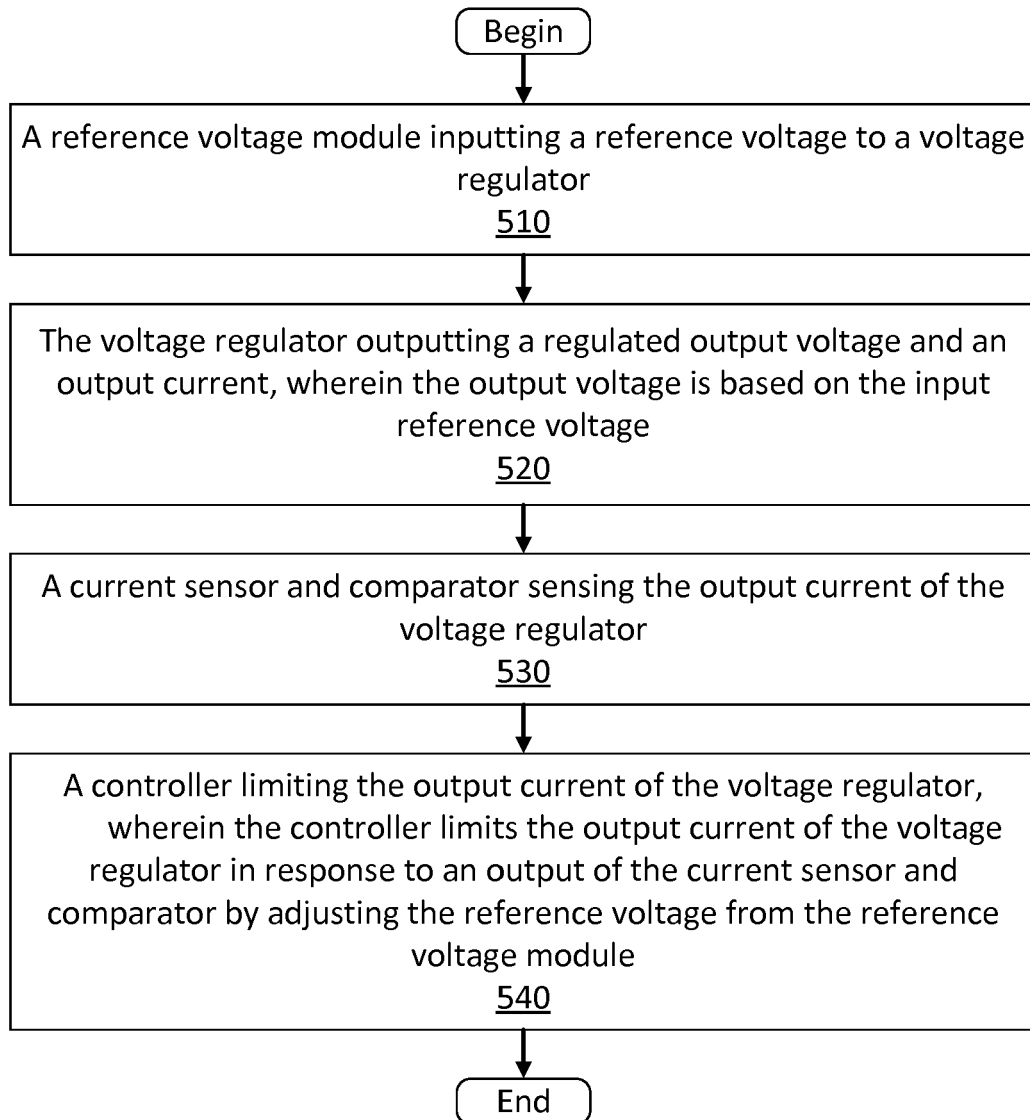 Begin
A reference voltage module inputting a reference voltage to a voltage
regulator
510
The voltage regulator outputting a regulated output voltage and an
output current, wherein the output voltage is based on the input
reference voltage
520
A current sensor and comparator sensing the output current of the
voltage regulator
530
A controller limiting the output current of the voltage regulator,
wherein the controller limits the output current of the voltage
regulator in response to an output of the current sensor and
comparator by adjusting the reference voltage from the reference
voltage module
540
End